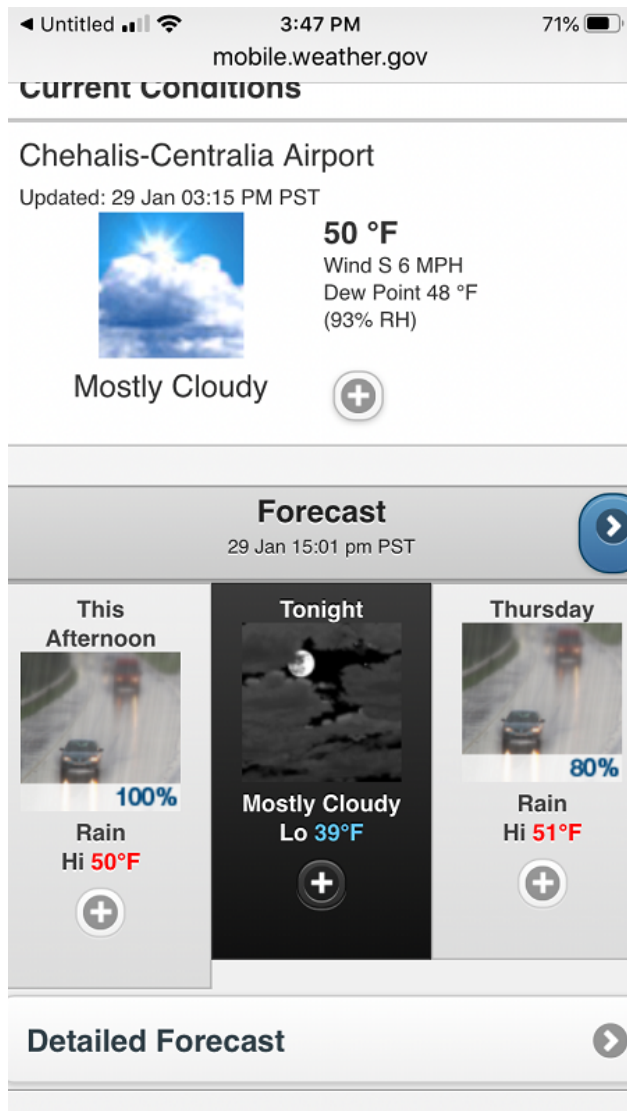 ◀ Untitled 3:47 PM 71%
mobile.weather.gov
Current Conditions
Chehalis-Centralia Airport
Updated: 29 Jan 03:15 PM PST
50 °F
Wind S 6 MPH
Dew Point 48 °F
(93% RH)
Mostly Cloudy
Forecast
29 Jan 15:01 pm PST
This
Afternoon
100%
Rain
Hi 50°F
Tonight
Mostly Cloudy
Lo 39°F
Thursday
80%
Rain
Hi 51°F
Detailed Forecast